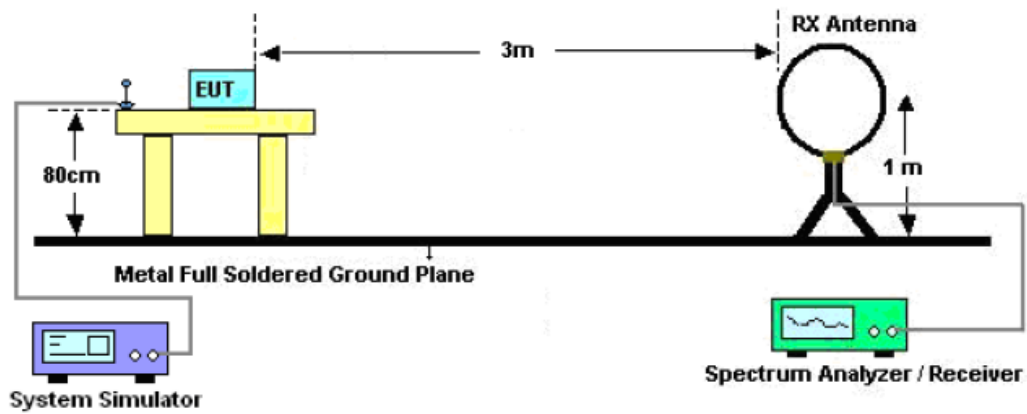 RX Antenna
3m
EUT
80cm
1 m
Metal Full Soldered Ground Plane
System Simulator
Spectrum Analyzer / Receiver